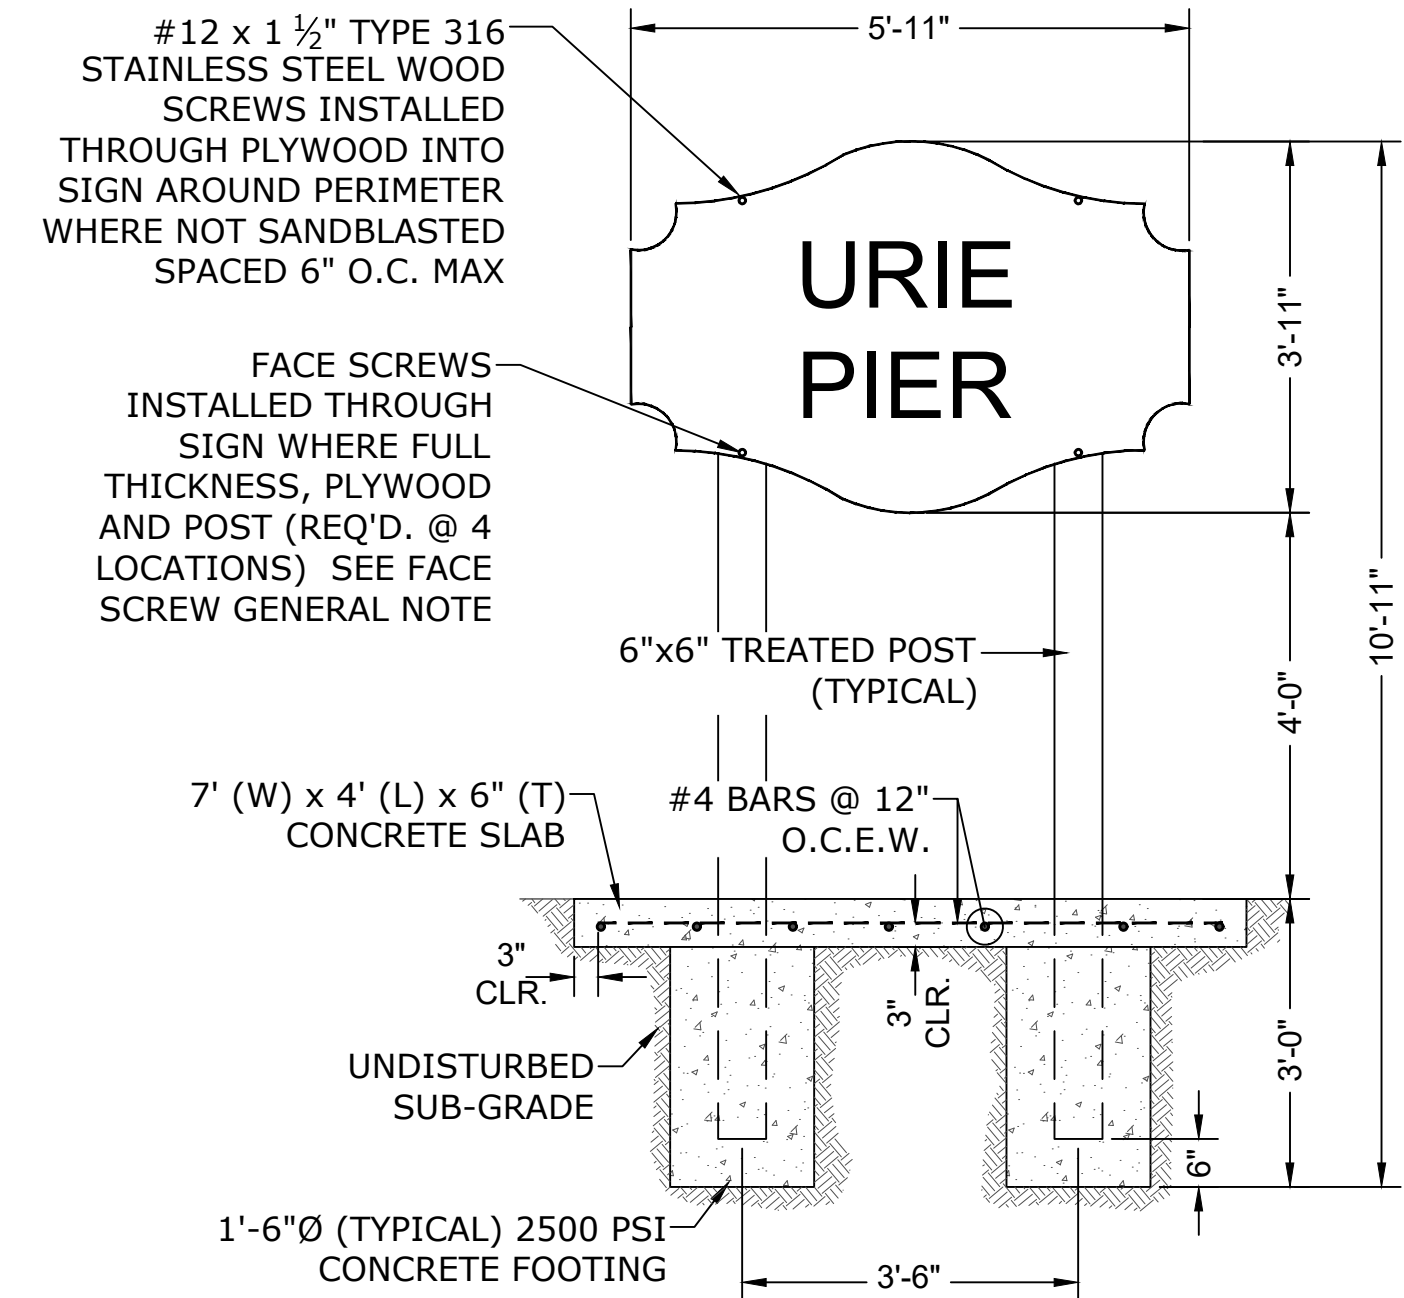 #12 x 1 ½" TYPE 316
STAINLESS STEEL WOOD
SCREWS INSTALLED
THROUGH PLYWOOD INTO
SIGN AROUND PERIMETER
WHERE NOT SANDBLASTED
SPACED 6" O.C. MAX
5'-11"
URIE
PIER
3'-11"
FACE SCREWS
INSTALLED THROUGH
SIGN WHERE FULL
THICKNESS, PLYWOOD
AND POST (REQ'D. @ 4
LOCATIONS) SEE FACE
SCREW GENERAL NOTE
10'-11"
6"x6" TREATED POST
(TYPICAL)
4'-0"
7' (W) x 4' (L) x 6" (T)
CONCRETE SLAB
#4 BARS @ 12"
O.C.E.W.
3"
CLR.
3"
CLR.
3'-0"
UNDISTURBED
SUB-GRADE
6"
1'-6"Ø (TYPICAL) 2500 PSI
CONCRETE FOOTING
3'-6"